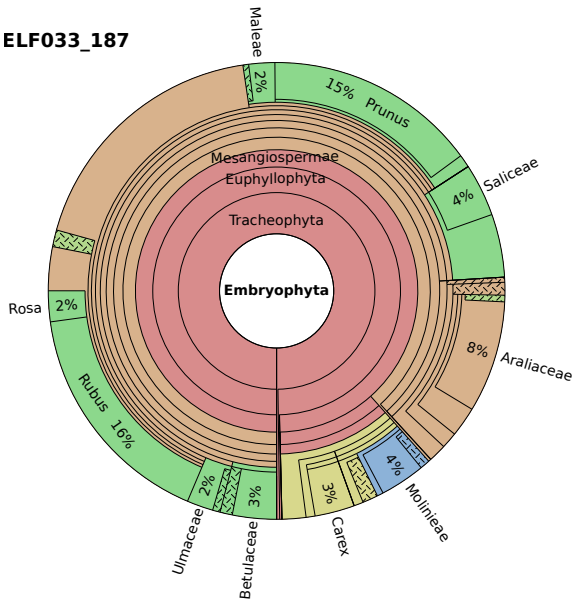 ELF033_187
Maleae
2%
15% Prunus
Mesangiospermae
Euphyllophyta
Tracheophyta
Embryophyta
Saliceae
4%
Rosa
2%
8%
Araliaceae
Rubus 16%
Ulmaceae
2%
Betulaceae
3%
3%
Carex
4%
Molinieae